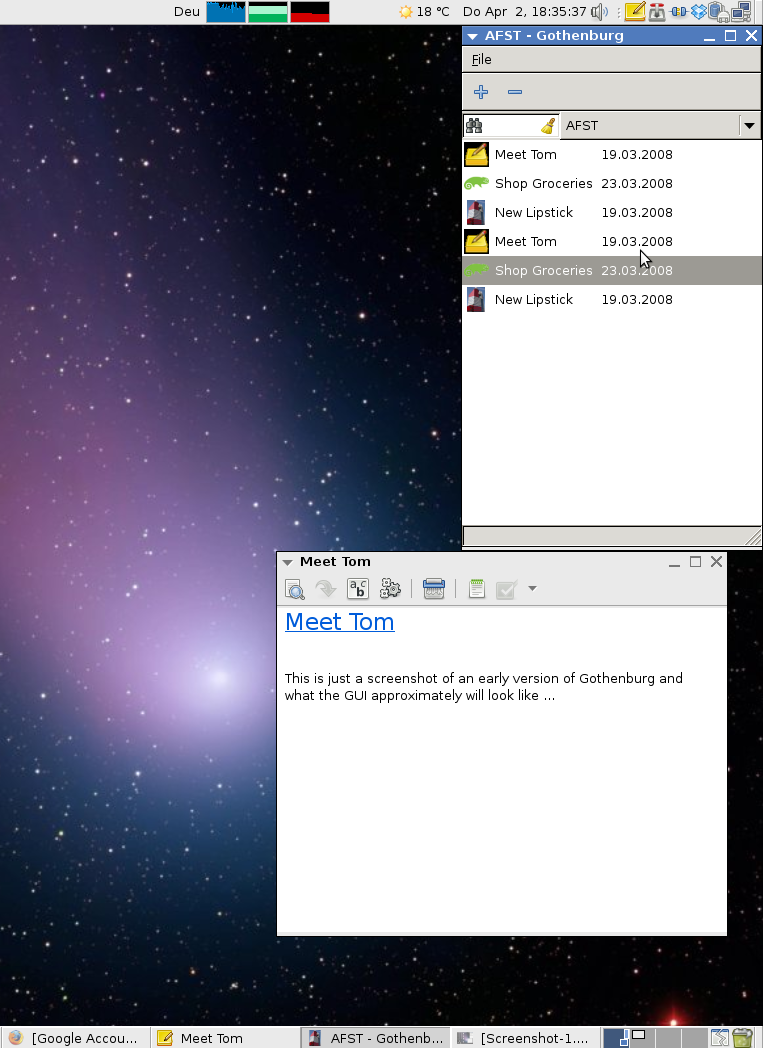 Deu 18 °C Do Apr 2, 18:35:37
AFST - Gothenburg
File
AFST
Meet Tom 19.03.2008
Shop Groceries 23.03.2008
New Lipstick 19.03.2008
Meet Tom 19.03.2008
Shop Groceries 23.03.2008
New Lipstick 19.03.2008
Meet Tom
a b c
Meet Tom
This is just a screenshot of an early version of Gothenburg and
what the GUI approximately will look like ...
[Google Accou... Meet Tom AFST - Gothenb... [Screenshot-1....